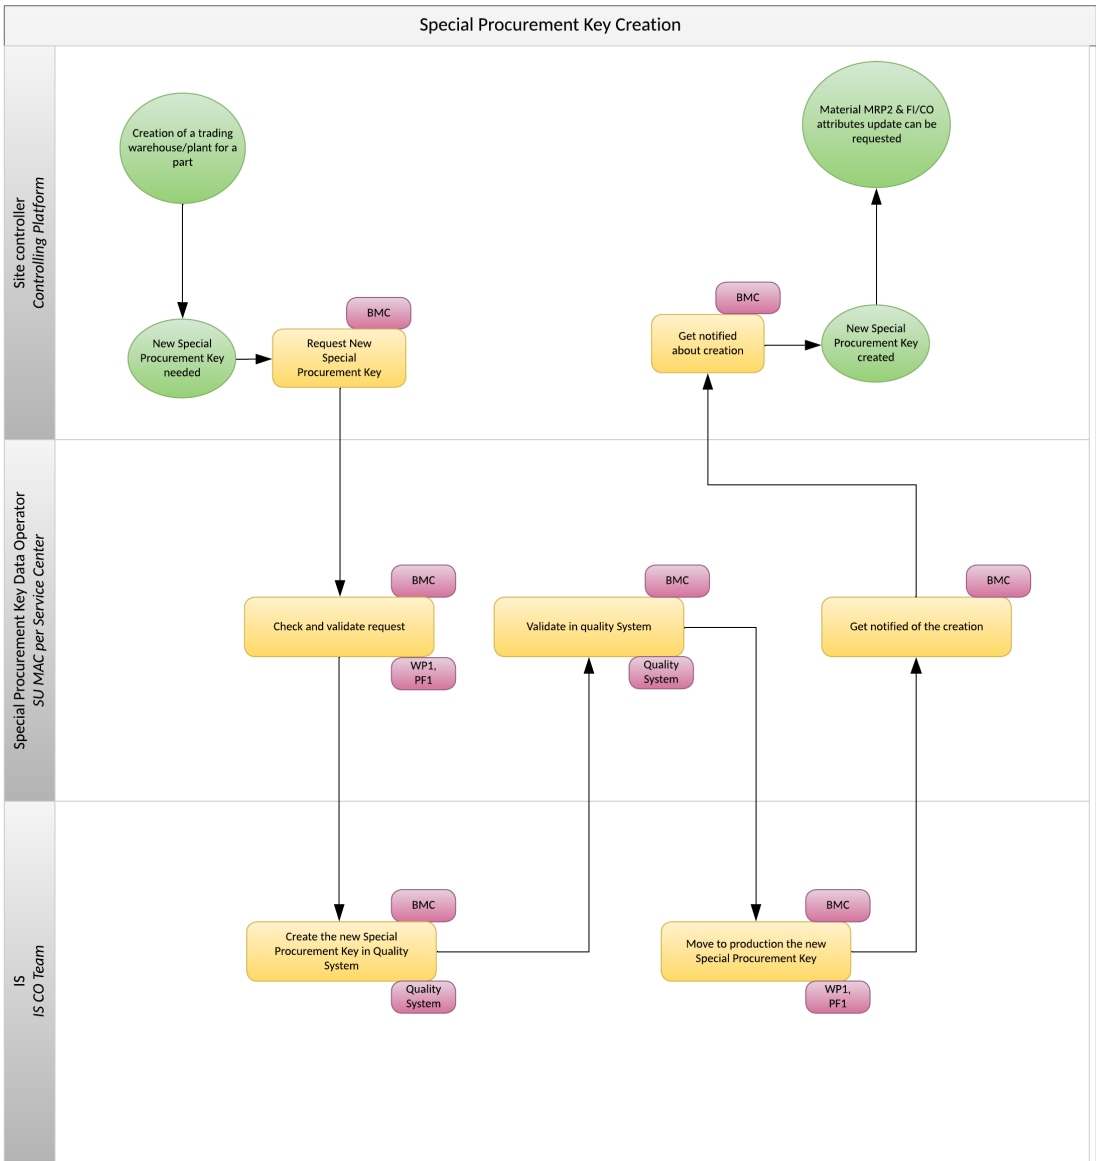 Special Procurement Key Creation
Site controller
Controlling Platform
Creation of a trading
warehouse/plant for a
part
Material MRP2 & FI/CO
attributes update can be
requested
New Special
Procurement Key
needed
BMC
Request New
Special
Procurement Key
BMC
Get notified
about creation
New Special
Procurement Key
created
Special Procurement Key Data Operator
SU MAC per Service Center
BMC
Check and validate request
WP1,
PF1
BMC
Validate in quality System
Quality
System
BMC
Get notified of the creation
IS
IS CO Team
BMC
Create the new Special
Procurement Key in Quality
System
Quality
System
BMC
Move to production the new
Special Procurement Key
WP1,
PF1